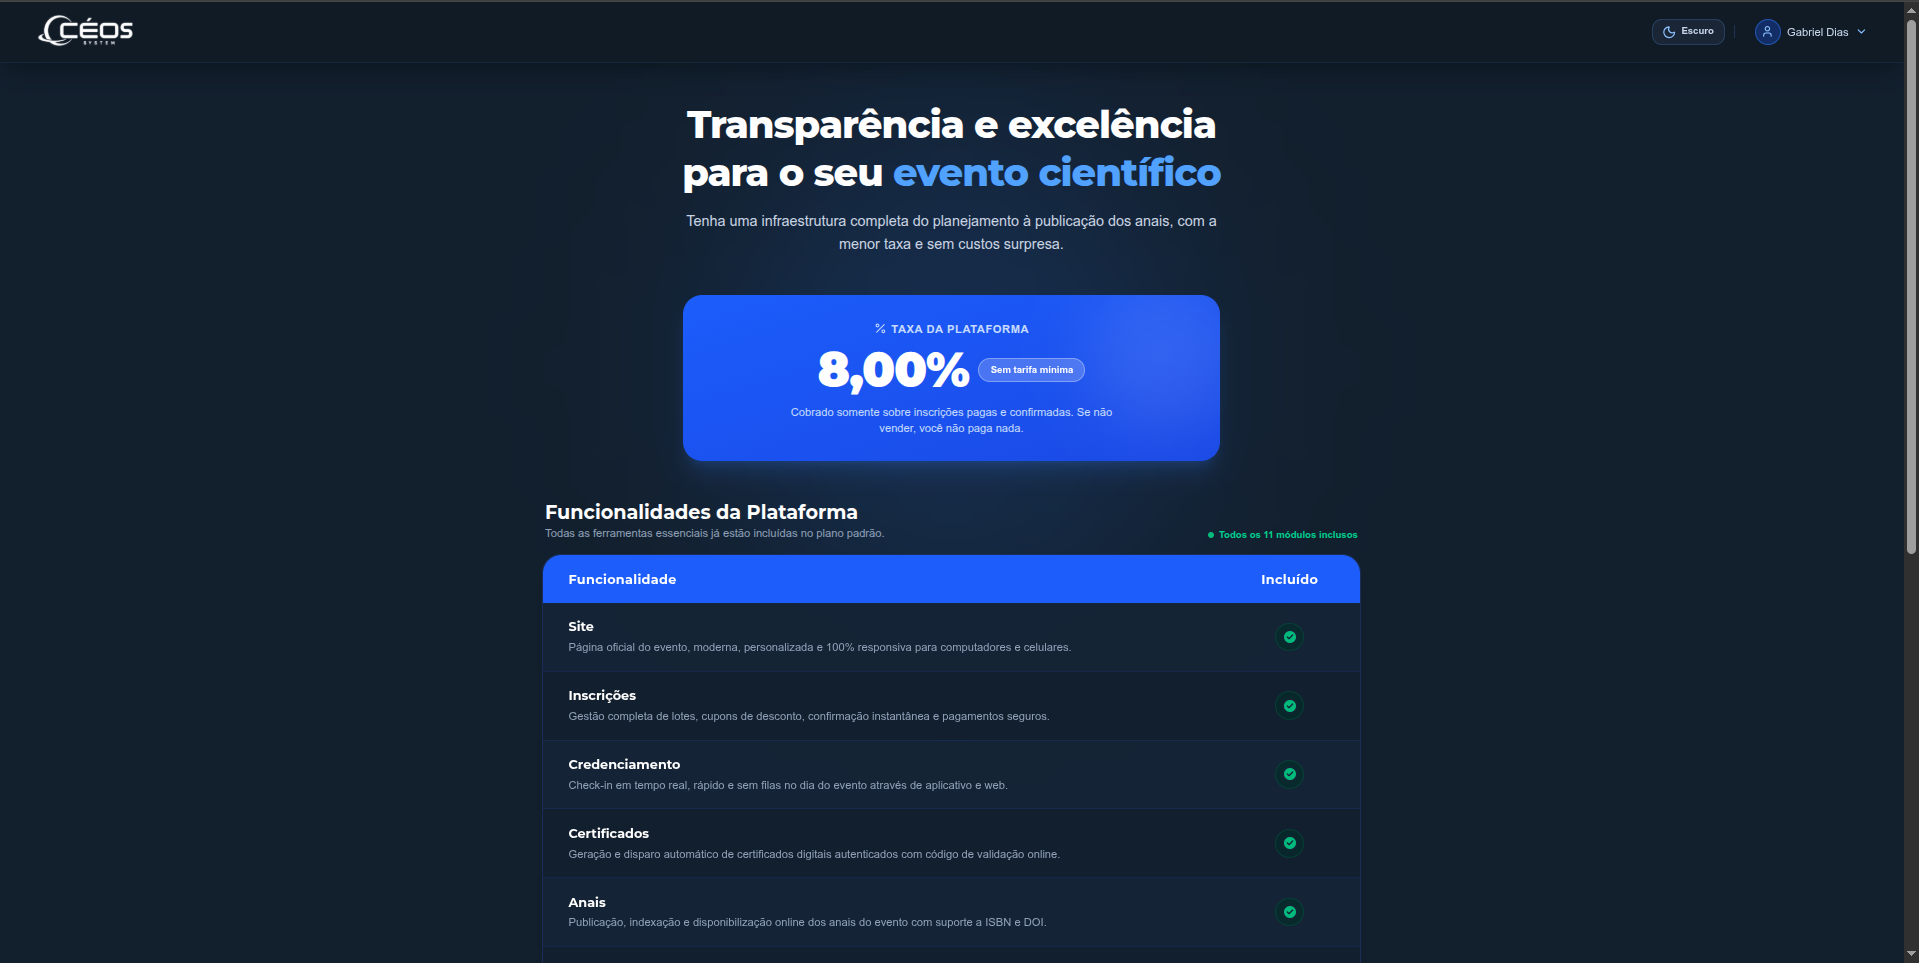 CÉOS
SYSTEM
Escuro
Gabriel Dias
Transparência e excelência
para o seu evento científico
Tenha uma infraestrutura completa do planejamento à publicação dos anais, com a
menor taxa e sem custos surpresa.
TAXA DA PLATAFORMA
8,00% Sem tarifa mínima
Cobrado somente sobre inscrições pagas e confirmadas. Se não
vender, você não paga nada.
Funcionalidades da Plataforma
Todas as ferramentas essenciais já estão incluídas no plano padrão.
Todos os 11 módulos inclusos
Funcionalidade Incluído
Site
Página oficial do evento, moderna, personalizada e 100% responsiva para computadores e celulares.
Inscrições
Gestão completa de lotes, cupons de desconto, confirmação instantânea e pagamentos seguros.
Credenciamento
Check-in em tempo real, rápido e sem filas no dia do evento através de aplicativo e web.
Certificados
Geração e disparo automático de certificados digitais autenticados com código de validação online.
Anais
Publicação, indexação e disponibilização online dos anais do evento com suporte a ISBN e DOI.